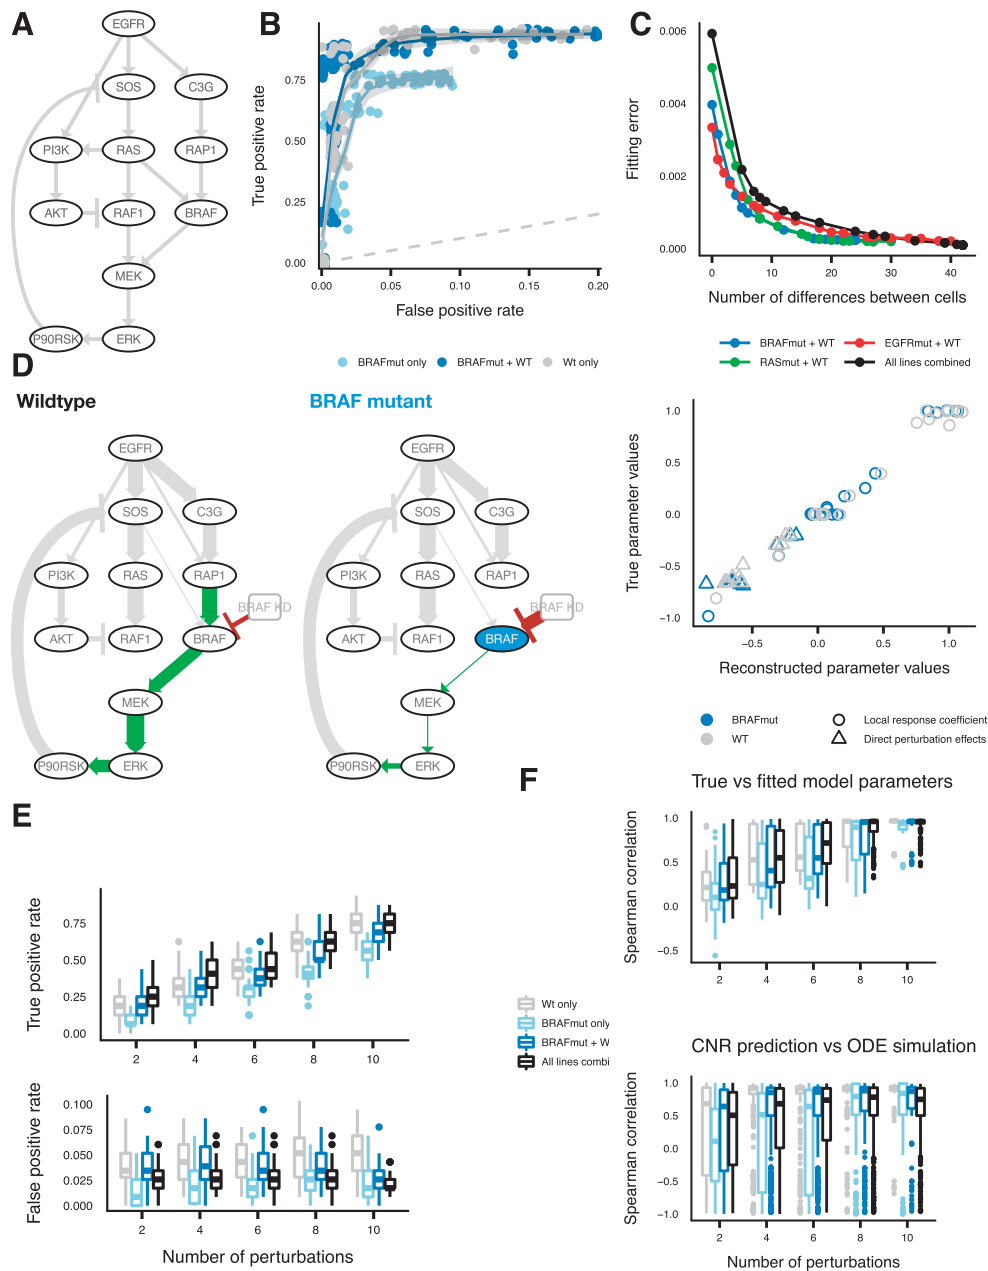 A
EGFR
SOS
C3G
PI3K
RAS
RAP1
AKT
RAF1
BRAF
MEK
P90RSK
ERK
B
True positive rate
0.75
0.50
0.25
0.00
0.00
0.05
0.10
0.15
0.20
False positive rate
BRAFmut only
BRAFmut + WT
Wt only
C
Fitting error
0.006
0.004
0.002
0.000
0
10
20
30
40
Number of differences between cells
BRAFmut + WT
EGFRmut + WT
RASmut + WT
All lines combined
D
Wildtype
EGFR
SOS
C3G
PI3K
RAS
RAP1
BRAF KD
AKT
RAF1
BRAF
MEK
P90RSK
ERK
BRAF mutant
EGFR
SOS
C3G
PI3K
RAS
RAP1
BRAF KD
AKT
RAF1
BRAF
MEK
P90RSK
ERK
True parameter values
1.0
0.5
0.0
−0.5
−1.0
−0.5
0.0
0.5
1.0
Reconstructed parameter values
BRAFmut
Local response coefficient
WT
Direct perturbation effects
E
True positive rate
0.75
0.50
0.25
0.00
2
4
6
8
10
False positive rate
0.100
0.075
0.050
0.025
0.000
2
4
6
8
10
Number of perturbations
Wt only
BRAFmut only
BRAFmut + W
All lines combi
F
True vs fitted model parameters
Spearman correlation
1.0
0.5
0.0
−0.5
2
4
6
8
10
CNR prediction vs ODE simulation
Spearman correlation
1.0
0.5
0.0
−0.5
−1.0
2
4
6
8
10
Number of perturbations